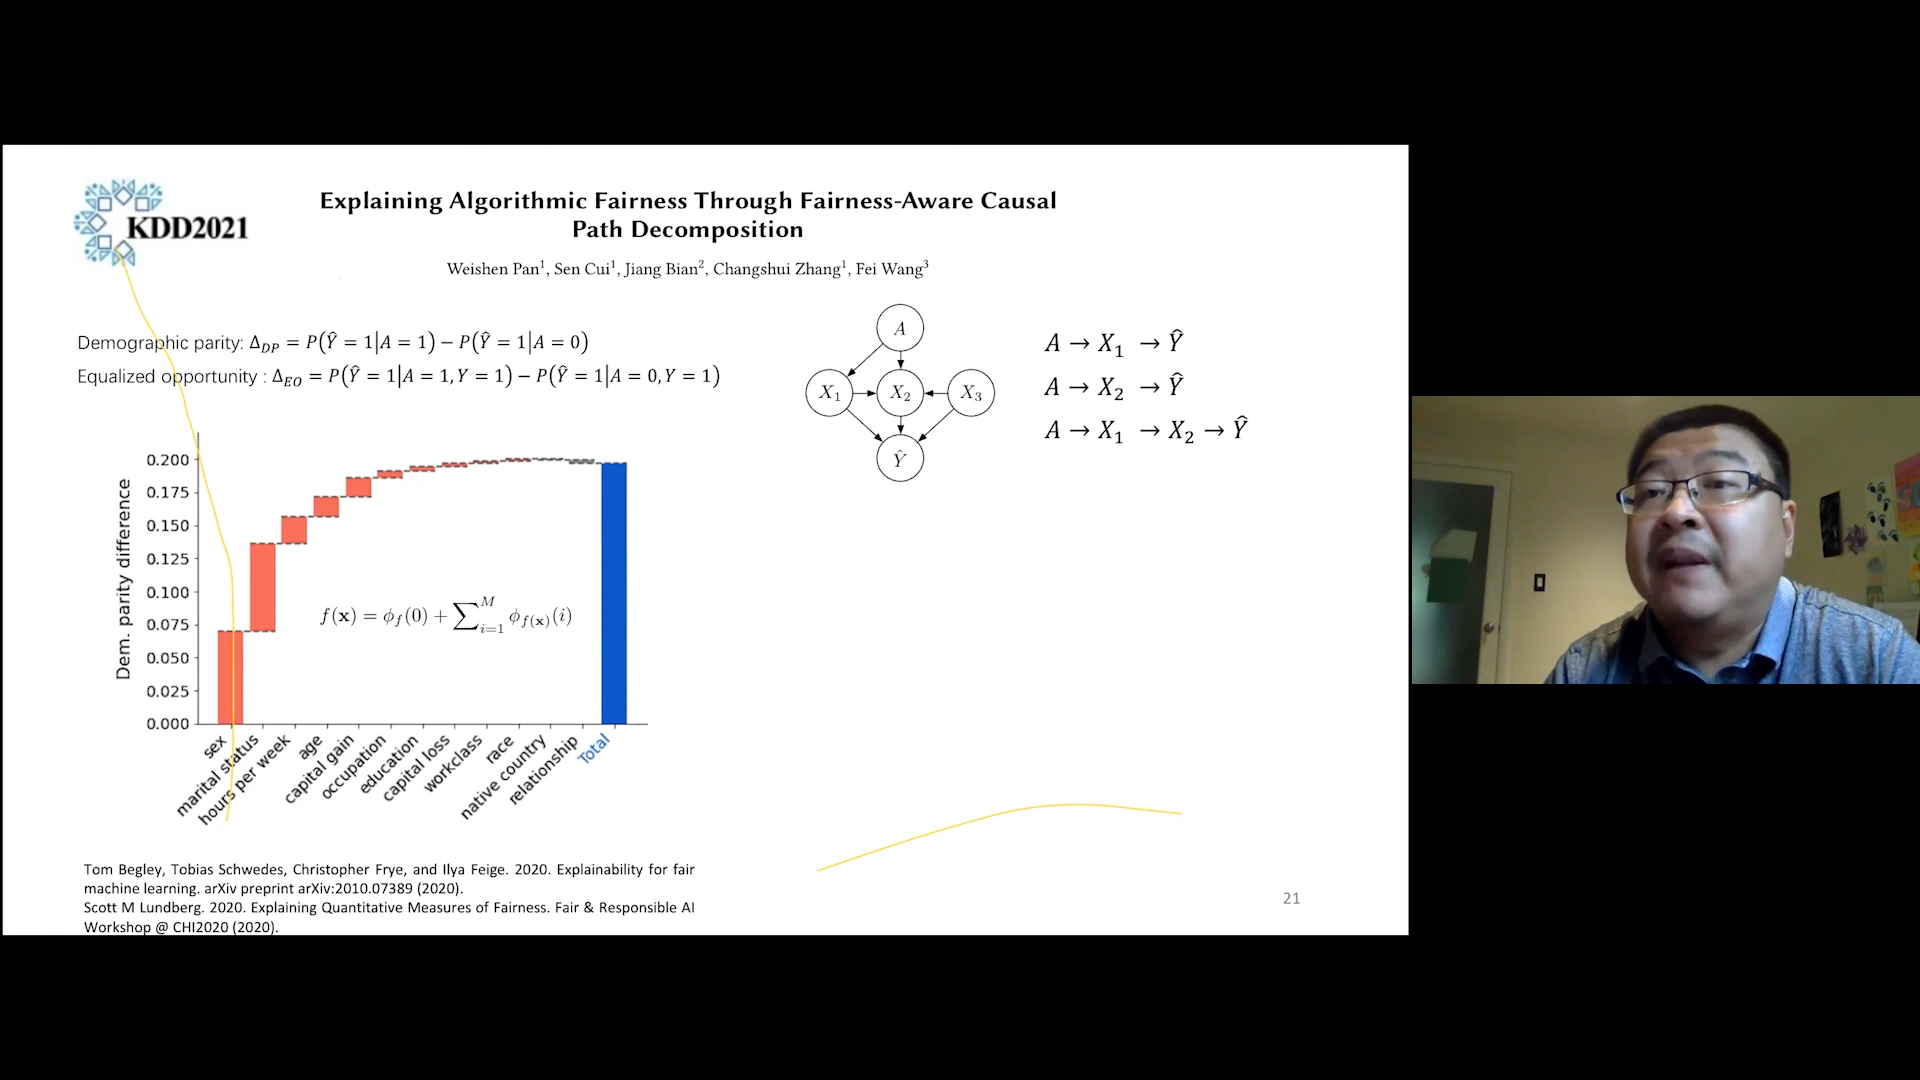 KDD2021
Explaining Algorithmic Fairness Through Fairness-Aware Causal
Path Decomposition
Weishen Pan¹, Sen Cui¹, Jiang Bian², Changshui Zhang¹, Fei Wang³
Demographic parity: Δ_DP = P(Ŷ = 1|A = 1) − P(Ŷ = 1|A = 0)
Equalized opportunity : Δ_EO = P(Ŷ = 1|A = 1, Y = 1) − P(Ŷ = 1|A = 0, Y = 1)
Dem. parity difference
0.200
0.175
0.150
0.125
0.100
0.075
0.050
0.025
0.000
f(x) = ϕ_f(0) + ∑_{i=1}^{M} ϕ_{f(x)}(i)
sex
marital status
hours per week
age
capital gain
occupation
education
capital loss
workclass
race
native country
relationship
Total
A
X₁ X₂ X₃
Ŷ
A → X₁ → Ŷ
A → X₂ → Ŷ
A → X₁ → X₂ → Ŷ
Tom Begley, Tobias Schwedes, Christopher Frye, and Ilya Feige. 2020. Explainability for fair
machine learning. arXiv preprint arXiv:2010.07389 (2020).
Scott M Lundberg. 2020. Explaining Quantitative Measures of Fairness. Fair & Responsible AI
Workshop @ CHI2020 (2020).
21